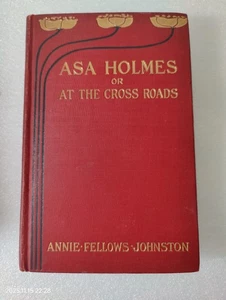 ASA HOLMES
OR
AT THE CROSS ROADS
ANNIE · FELLOWS · JOHNSTON